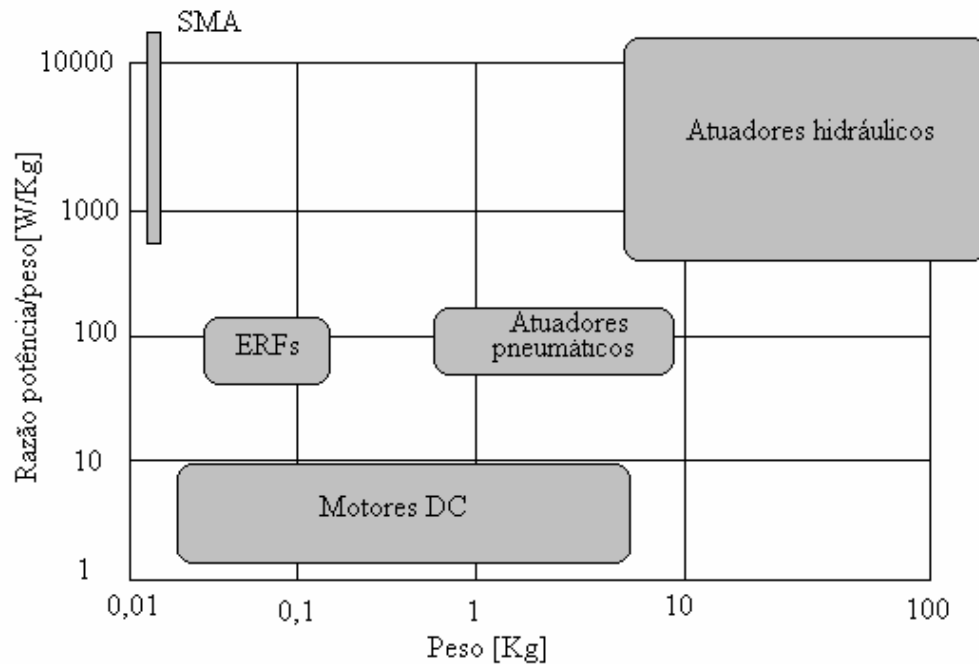 SMA
10000
Atuadores hidráulicos
1000
Razão potência/peso[W/Kg]
100
ERFs
Atuadores
pneumáticos
10
Motores DC
1
0,01
0,1
1
10
100
Peso [Kg]